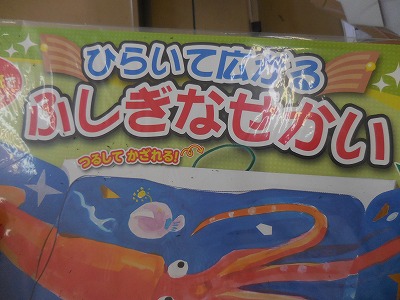 ひらいて広がる
ふしぎなせかい
つるして かざれる!